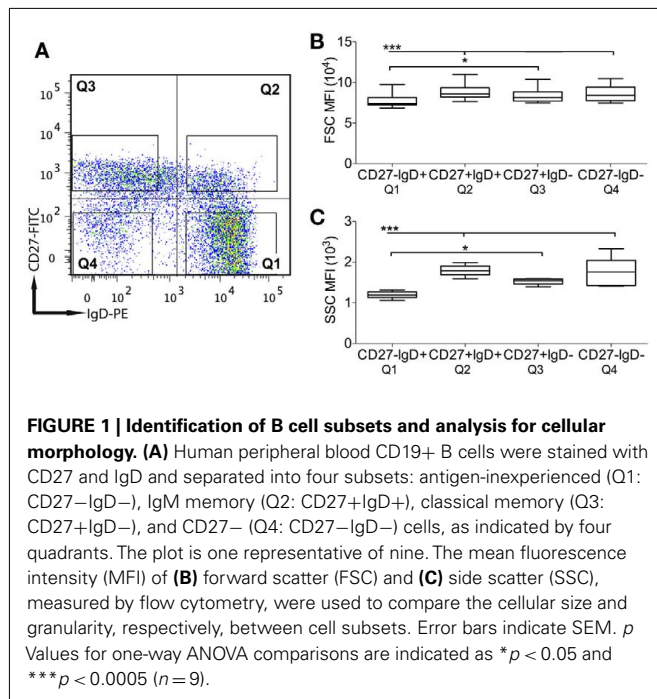 A
Q3
Q2
10^5
10^4
10^3
10^2
0
Q4
Q1
0
10^2
10^3
10^4
10^5
CD27-FITC
IgD-PE
B
15
10
5
0
FSC MFI (10^4)
***
*
CD27-IgD+ CD27+IgD+ CD27+IgD- CD27-IgD-
Q1 Q2 Q3 Q4
C
3
2
1
0
SSC MFI (10^3)
***
*
CD27-IgD+ CD27+IgD+ CD27+IgD- CD27-IgD-
Q1 Q2 Q3 Q4
FIGURE 1 | Identification of B cell subsets and analysis for cellular
morphology. (A) Human peripheral blood CD19+ B cells were stained with
CD27 and IgD and separated into four subsets: antigen-inexperienced (Q1:
CD27−IgD−), IgM memory (Q2: CD27+IgD+), classical memory (Q3:
CD27+IgD−), and CD27− (Q4: CD27−IgD−) cells, as indicated by four
quadrants. The plot is one representative of nine. The mean fluorescence
intensity (MFI) of (B) forward scatter (FSC) and (C) side scatter (SSC),
measured by flow cytometry, were used to compare the cellular size and
granularity, respectively, between cell subsets. Error bars indicate SEM. p
Values for one-way ANOVA comparisons are indicated as *p < 0.05 and
***p < 0.0005 (n = 9).